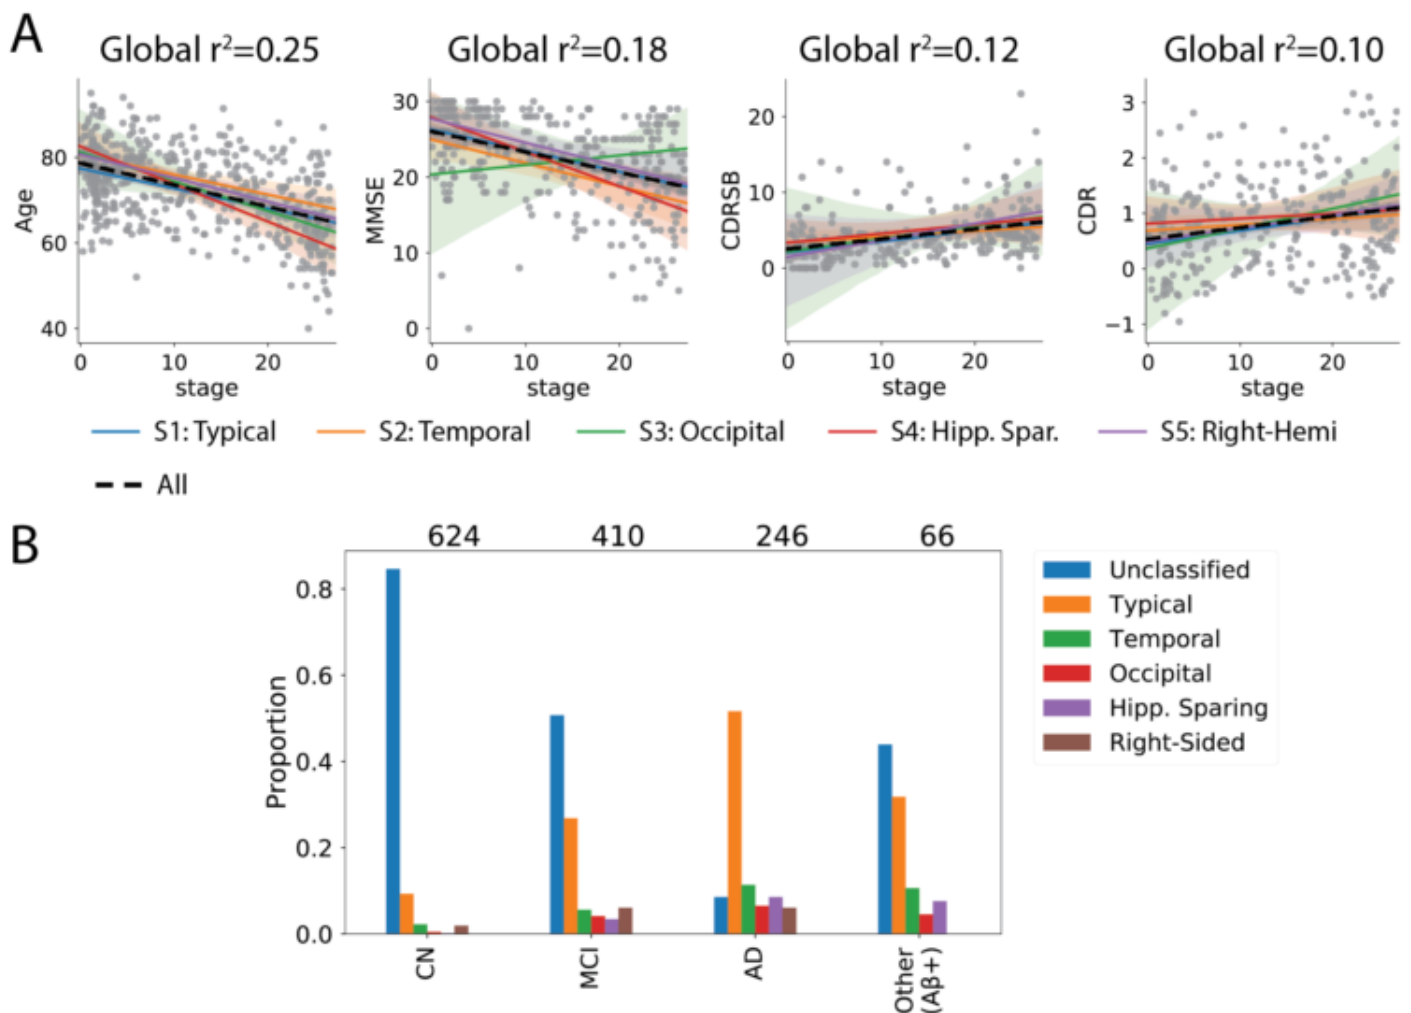 A
Global r²=0.25
Global r²=0.18
Global r²=0.12
Global r²=0.10
Age
80
60
40
0
10
20
stage
MMSE
30
20
10
0
0
10
20
stage
CDRSB
20
10
0
0
10
20
stage
CDR
3
2
1
0
−1
0
10
20
stage
S1: Typical
S2: Temporal
S3: Occipital
S4: Hipp. Spar.
S5: Right-Hemi
All
B
624
410
246
66
Proportion
0.8
0.6
0.4
0.2
0.0
CN
MCI
AD
Other
(Aβ+)
Unclassified
Typical
Temporal
Occipital
Hipp. Sparing
Right-Sided